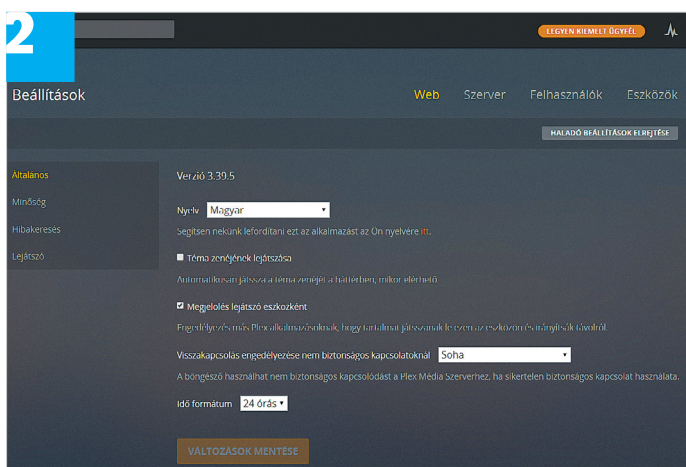 2
LEGYEN KIEMELT ÜGYFÉL
Beállítások
Web Szerver Felhasználók Eszközök
HALADÓ BEÁLLÍTÁSOK ELREJTÉSE
Általános
Minőség
Hibakeresés
Lejátszó
Verzió 3.39.5
Nyelv Magyar
Segítsen nekünk lefordítani ezt az alkalmazást az Ön nyelvére itt.
Téma zenéjének lejátszása
Automatikusan játssza a téma zenéjét a háttérben, mikor elérhető.
Megjelölés lejátszó eszközként
Engedélyezés más Plex alkalmazásoknak, hogy tartalmat játsszanak le ezen az eszközön és irányítsák távolról.
Visszakapcsolás engedélyezése nem biztonságos kapcsolatoknál Soha
A böngésző használhat nem biztonságos kapcsolódást a Plex Média Szerverhez, ha sikertelen biztonságos kapcsolat használata.
Idő formátum 24 órás
VÁLTOZÁSOK MENTÉSE